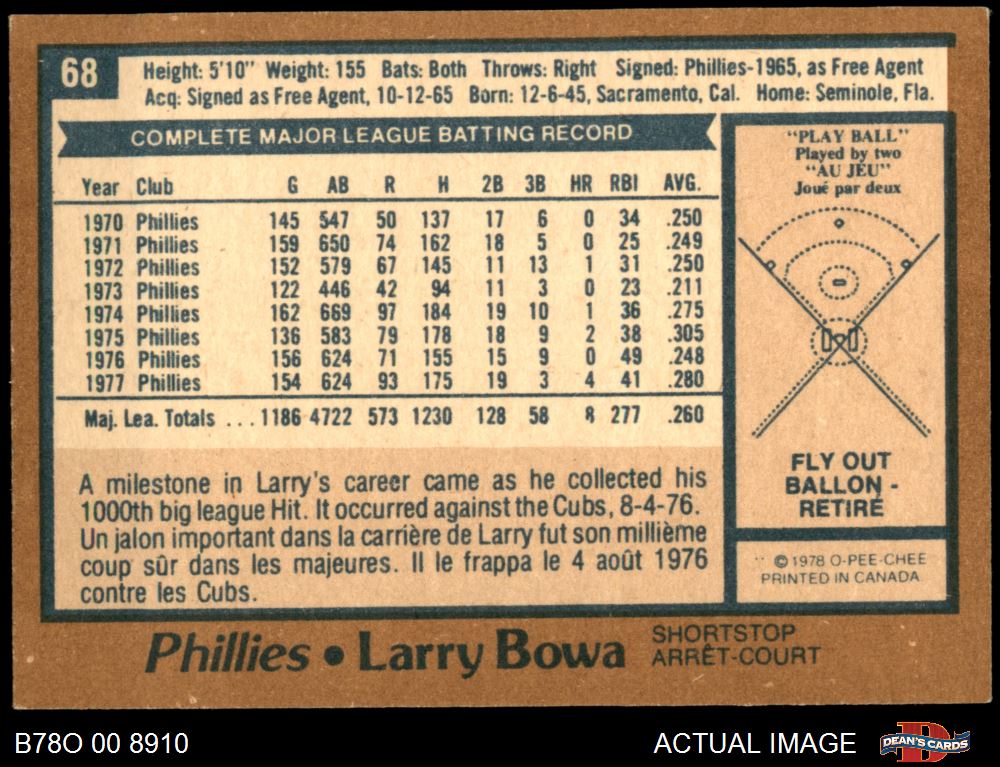 68
Height: 5'10" Weight: 155 Bats: Both Throws: Right Signed: Phillies-1965, as Free Agent
Acq: Signed as Free Agent, 10-12-65 Born: 12-6-45, Sacramento, Cal. Home: Seminole, Fla.
COMPLETE MAJOR LEAGUE BATTING RECORD
Year Club G AB R H 2B 3B HR RBI AVG.
1970 Phillies 145 547 50 137 17 6 0 34 .250
1971 Phillies 159 650 74 162 18 5 0 25 .249
1972 Phillies 152 579 67 145 11 13 1 31 .250
1973 Phillies 122 446 42 94 11 3 0 23 .211
1974 Phillies 162 669 97 184 19 10 1 36 .275
1975 Phillies 136 583 79 178 18 9 2 38 .305
1976 Phillies 156 624 71 155 15 9 0 49 .248
1977 Phillies 154 624 93 175 19 3 4 41 .280
Maj. Lea. Totals ... 1186 4722 573 1230 128 58 8 277 .260
A milestone in Larry's career came as he collected his
1000th big league Hit. It occurred against the Cubs, 8-4-76.
Un jalon important dans la carrière de Larry fut son millième
coup sûr dans les majeures. Il le frappa le 4 août 1976
contre les Cubs.
"PLAY BALL"
Played by two
"AU JEU"
Joué par deux
FLY OUT
BALLON -
RETIRÉ
© 1978 O-PEE-CHEE
PRINTED IN CANADA
Phillies • Larry Bowa
SHORTSTOP
ARRÊT-COURT
B78O 00 8910
ACTUAL IMAGE
DEAN'S CARDS